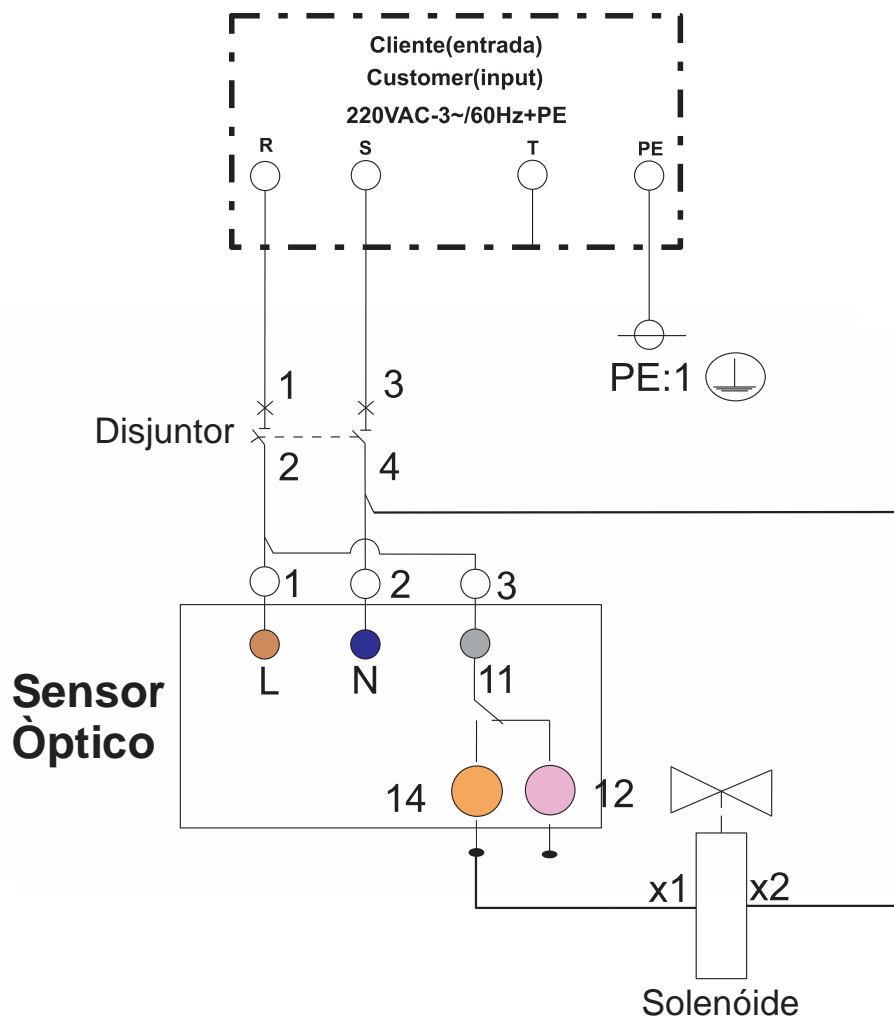 Cliente(entrada)
Customer(input)
220VAC-3~/60Hz+PE
R S T PE
PE:1
1 3
Disjuntor
2 4
1 2 3
L N 11
Sensor
Òptico
14 12
x1 x2
Solenóide